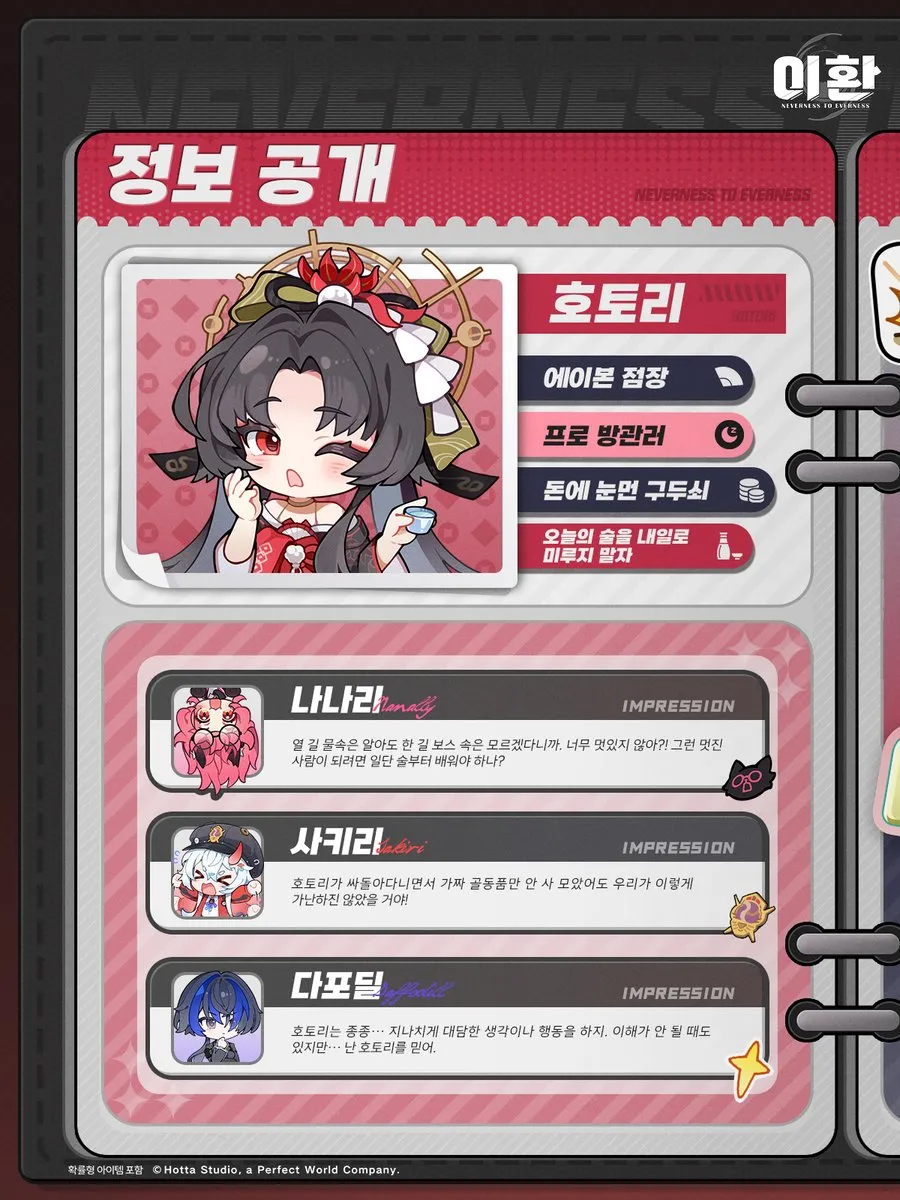 NEVERNESS T
이환
NEVERNESS TO EVERNESS
정보 공개
NEVERNESS TO EVERNESS
호토리
HOTORI
에이본 점장
프로 방관러
돈에 눈먼 구두쇠
오늘의 술을 내일로
미루지 말자
나나리 Nanally
IMPRESSION
열 길 물속은 알아도 한 길 보스 속은 모르겠다니까. 너무 멋있지 않아?! 그런 멋진
사람이 되려면 일단 술부터 배워야 하나?
사키리 Sakiri
IMPRESSION
호토리가 싸돌아다니면서 가짜 골동품만 안 사 모았어도 우리가 이렇게
가난하진 않았을 거야!
다포딜 Daffodill
IMPRESSION
호토리는 종종… 지나치게 대담한 생각이나 행동을 하지. 이해가 안 될 때도
있지만… 난 호토리를 믿어.
확률형 아이템 포함 ©Hotta Studio, a Perfect World Company.